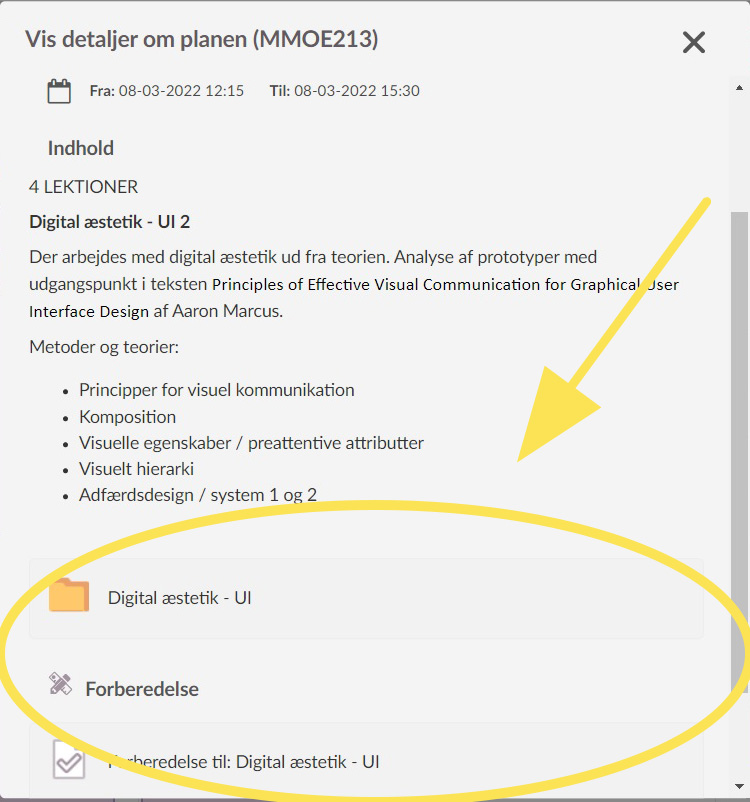 Vis detaljer om planen (MMOE213)
Fra: 08-03-2022 12:15 Til: 08-03-2022 15:30
Indhold
4 LEKTIONER
Digital æstetik - UI 2
Der arbejdes med digital æstetik ud fra teorien. Analyse af prototyper med
udgangspunkt i teksten Principles of Effective Visual Communication for Graphical User
Interface Design af Aaron Marcus.
Metoder og teorier:
Principper for visuel kommunikation
Komposition
Visuelle egenskaber / preattentive attributter
Visuelt hierarki
Adfærdsdesign / system 1 og 2
Digital æstetik - UI
Forberedelse
Forberedelse til: Digital æstetik - UI